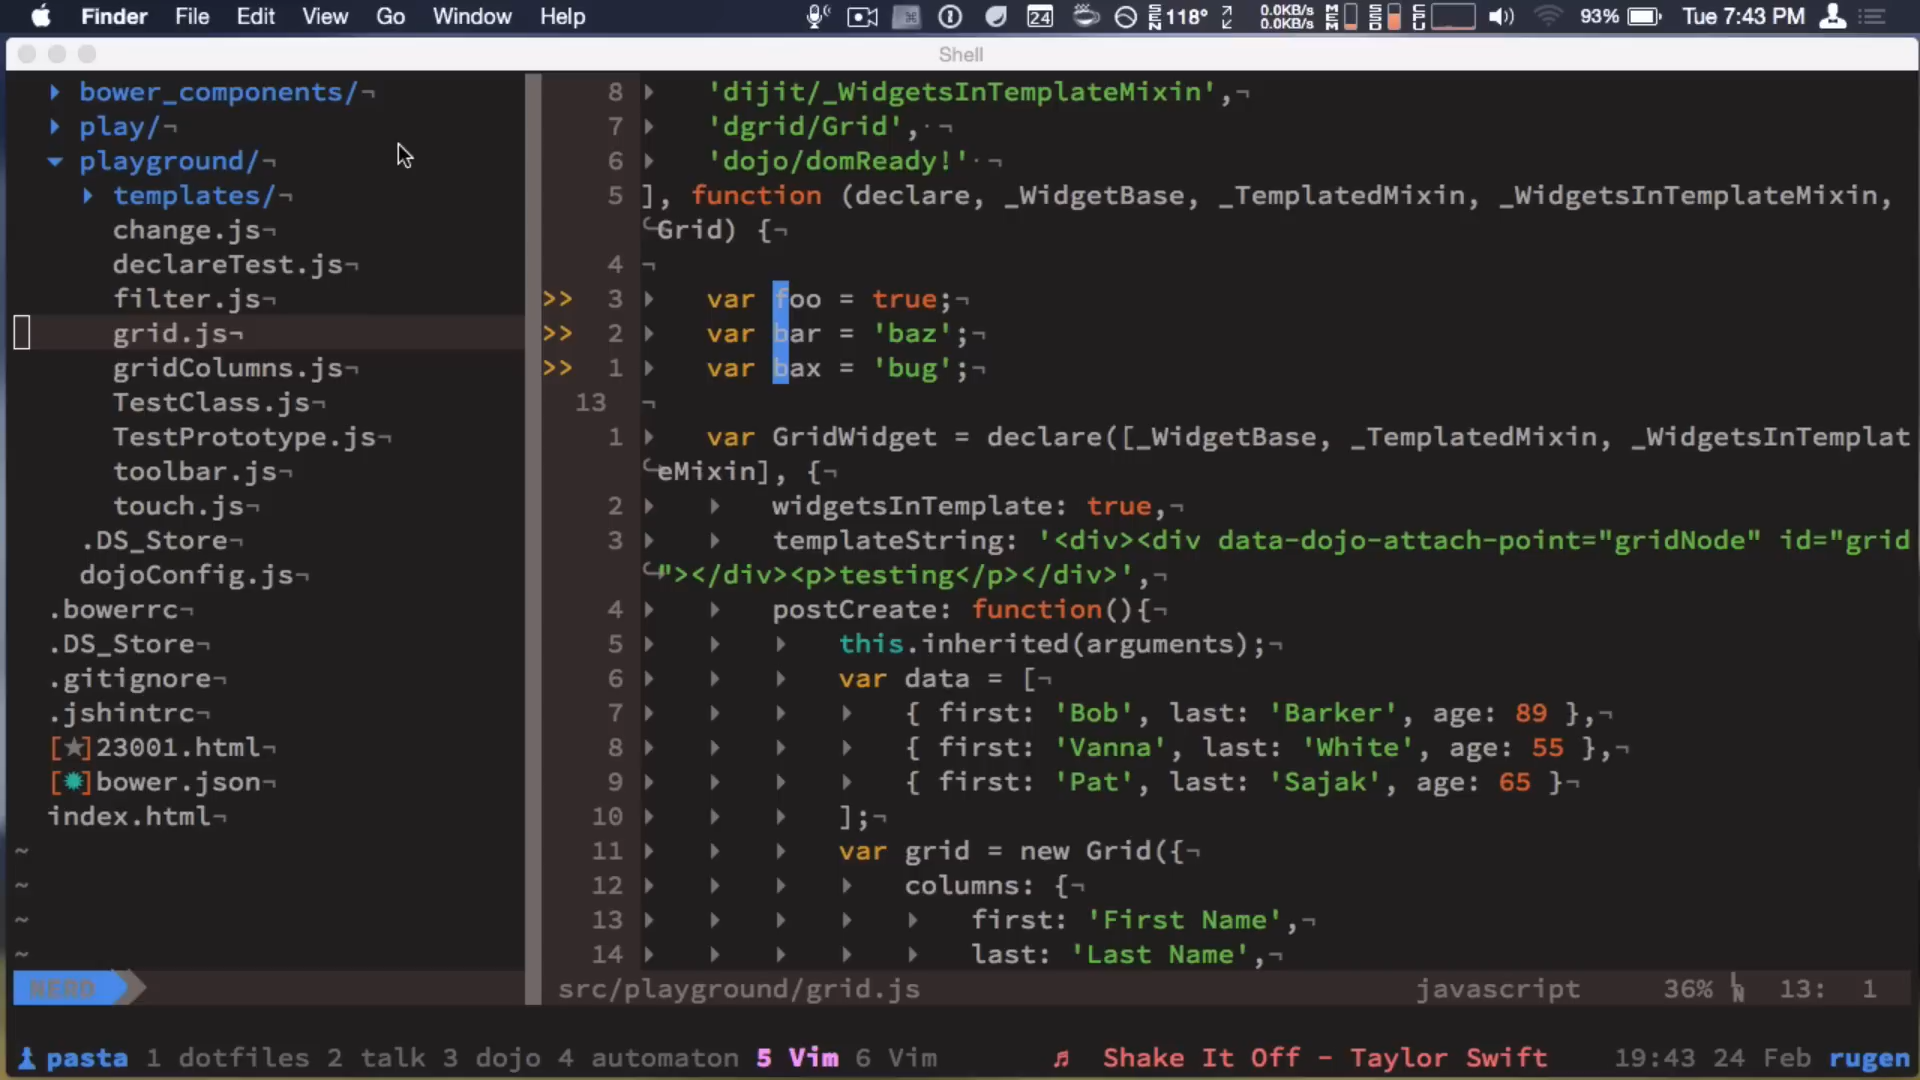 Finder File Edit View Go Window Help 24 118° 0.0KB/s 0.0KB/s MEM SSD CPU 93% Tue 7:43 PM
Shell
▸ bower_components/¬
▸ play/¬
▾ playground/¬
▸ templates/¬
change.js¬
declareTest.js¬
filter.js¬
grid.js¬
gridColumns.js¬
TestClass.js¬
TestPrototype.js¬
toolbar.js¬
touch.js¬
.DS_Store¬
dojoConfig.js¬
.bowerrc¬
.DS_Store¬
.gitignore¬
.jshintrc¬
[★]23001.html¬
[✹]bower.json¬
index.html¬
~
~
~
~
NERD
8 ▸ 'dijit/_WidgetsInTemplateMixin',¬
7 ▸ 'dgrid/Grid',·¬
6 ▸ 'dojo/domReady!'·¬
5 ], function (declare, _WidgetBase, _TemplatedMixin, _WidgetsInTemplateMixin,
Grid) {¬
4 ¬
>> 3 ▸ var foo = true;¬
>> 2 ▸ var bar = 'baz';¬
>> 1 ▸ var bax = 'bug';¬
13 ¬
1 ▸ var GridWidget = declare([_WidgetBase, _TemplatedMixin, _WidgetsInTemplat
eMixin], {¬
2 ▸ ▸ widgetsInTemplate: true,¬
3 ▸ ▸ templateString: '<div><div data-dojo-attach-point="gridNode" id="grid
"></div><p>testing</p></div>',¬
4 ▸ ▸ postCreate: function(){¬
5 ▸ ▸ ▸ this.inherited(arguments);¬
6 ▸ ▸ ▸ var data = [¬
7 ▸ ▸ ▸ ▸ { first: 'Bob', last: 'Barker', age: 89 },¬
8 ▸ ▸ ▸ ▸ { first: 'Vanna', last: 'White', age: 55 },¬
9 ▸ ▸ ▸ ▸ { first: 'Pat', last: 'Sajak', age: 65 }¬
10 ▸ ▸ ▸ ];¬
11 ▸ ▸ ▸ var grid = new Grid({¬
12 ▸ ▸ ▸ ▸ columns: {¬
13 ▸ ▸ ▸ ▸ ▸ first: 'First Name',¬
14 ▸ ▸ ▸ ▸ ▸ last: 'Last Name',¬
src/playground/grid.js javascript 36% LN 13: 1
pasta 1 dotfiles 2 talk 3 dojo 4 automaton 5 Vim 6 Vim ♬ Shake It Off - Taylor Swift 19:43 24 Feb rugen